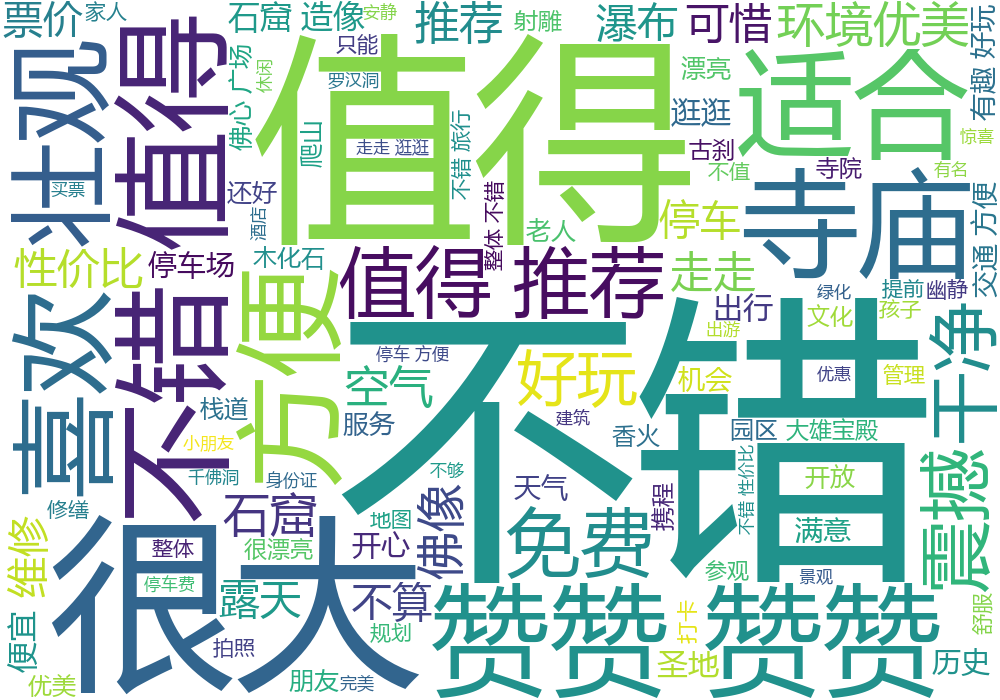 票价
家人
石窟 造像
安静
推荐
射雕
瀑布
可惜
环境优美
有趣 好玩
壮观
值得 不错
佛心 广场
休闲
值得
只能
罗汉洞
漂亮
适合
逛逛
爬山
走走 逛逛
不错 旅行
古刹
寺院
惊喜
有名
不值
买票
还好
酒店
整体 不错
老人
停车
寺庙
交通 方便
性价比
停车场
木化石
值得 推荐
走走
绿化
提前
幽静
出行
文化
孩子
喜欢
方便
不错
出游
干净
停车 方便
空气
好玩
机会
优惠
管理
栈道
服务
建筑
香火
园区
大雄宝殿
小朋友
千佛洞
身份证
不够
天气
不错 性价比
开放
震撼
修缮
石窟
佛像
携程
满意
维修
很大
地图
免费
整体
很漂亮
开心
参观
景观
停车费
露天
不算
赞赞 赞赞
打卡
舒服
便宜
拍照
规划
圣地
历史
优美
朋友
完美